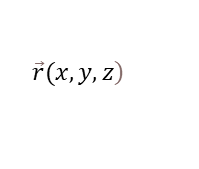 r⃗(x, y, z)